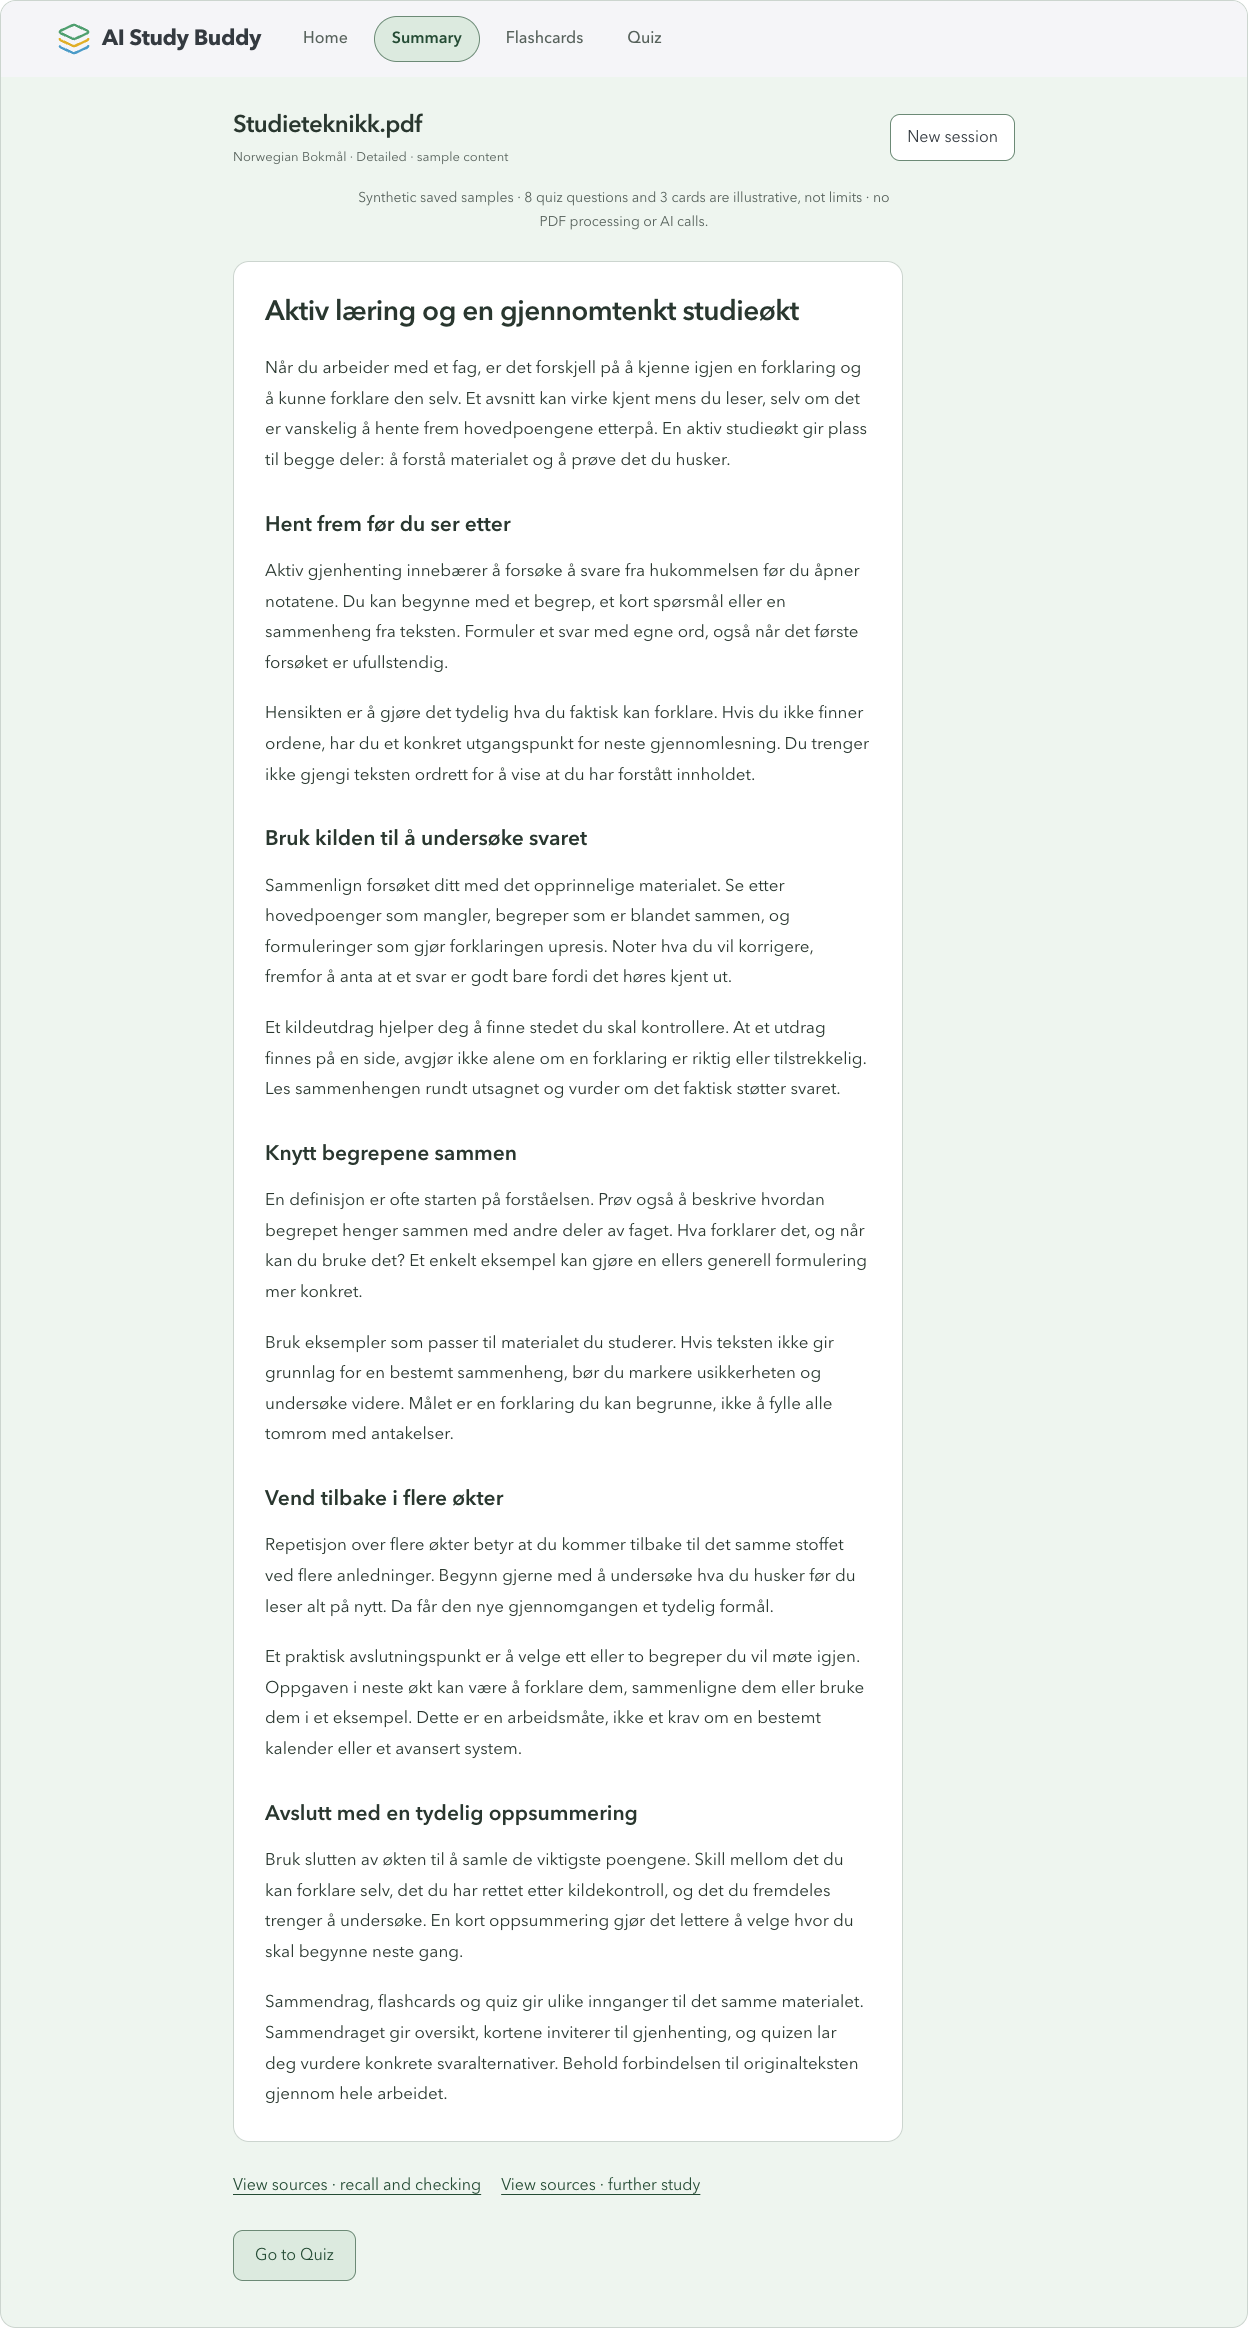 AI Study Buddy
Home
Summary
Flashcards
Quiz
Studieteknikk.pdf
New session
Norwegian Bokmål · Detailed · sample content
Synthetic saved samples · 8 quiz questions and 3 cards are illustrative, not limits · no
PDF processing or AI calls.
Aktiv læring og en gjennomtenkt studieøkt
Når du arbeider med et fag, er det forskjell på å kjenne igjen en forklaring og
å kunne forklare den selv. Et avsnitt kan virke kjent mens du leser, selv om det
er vanskelig å hente frem hovedpoengene etterpå. En aktiv studieøkt gir plass
til begge deler: å forstå materialet og å prøve det du husker.
Hent frem før du ser etter
Aktiv gjenhenting innebærer å forsøke å svare fra hukommelsen før du åpner
notatene. Du kan begynne med et begrep, et kort spørsmål eller en
sammenheng fra teksten. Formuler et svar med egne ord, også når det første
forsøket er ufullstendig.
Hensikten er å gjøre det tydelig hva du faktisk kan forklare. Hvis du ikke finner
ordene, har du et konkret utgangspunkt for neste gjennomlesning. Du trenger
ikke gjengi teksten ordrett for å vise at du har forstått innholdet.
Bruk kilden til å undersøke svaret
Sammenlign forsøket ditt med det opprinnelige materialet. Se etter
hovedpoenger som mangler, begreper som er blandet sammen, og
formuleringer som gjør forklaringen upresis. Noter hva du vil korrigere,
fremfor å anta at et svar er godt bare fordi det høres kjent ut.
Et kildeutdrag hjelper deg å finne stedet du skal kontrollere. At et utdrag
finnes på en side, avgjør ikke alene om en forklaring er riktig eller tilstrekkelig.
Les sammenhengen rundt utsagnet og vurder om det faktisk støtter svaret.
Knytt begrepene sammen
En definisjon er ofte starten på forståelsen. Prøv også å beskrive hvordan
begrepet henger sammen med andre deler av faget. Hva forklarer det, og når
kan du bruke det? Et enkelt eksempel kan gjøre en ellers generell formulering
mer konkret.
Bruk eksempler som passer til materialet du studerer. Hvis teksten ikke gir
grunnlag for en bestemt sammenheng, bør du markere usikkerheten og
undersøke videre. Målet er en forklaring du kan begrunne, ikke å fylle alle
tomrom med antakelser.
Vend tilbake i flere økter
Repetisjon over flere økter betyr at du kommer tilbake til det samme stoffet
ved flere anledninger. Begynn gjerne med å undersøke hva du husker før du
leser alt på nytt. Da får den nye gjennomgangen et tydelig formål.
Et praktisk avslutningspunkt er å velge ett eller to begreper du vil møte igjen.
Oppgaven i neste økt kan være å forklare dem, sammenligne dem eller bruke
dem i et eksempel. Dette er en arbeidsmåte, ikke et krav om en bestemt
kalender eller et avansert system.
Avslutt med en tydelig oppsummering
Bruk slutten av økten til å samle de viktigste poengene. Skill mellom det du
kan forklare selv, det du har rettet etter kildekontroll, og det du fremdeles
trenger å undersøke. En kort oppsummering gjør det lettere å velge hvor du
skal begynne neste gang.
Sammendrag, flashcards og quiz gir ulike innganger til det samme materialet.
Sammendraget gir oversikt, kortene inviterer til gjenhenting, og quizen lar
deg vurdere konkrete svaralternativer. Behold forbindelsen til originalteksten
gjennom hele arbeidet.
View sources · recall and checking
View sources · further study
Go to Quiz